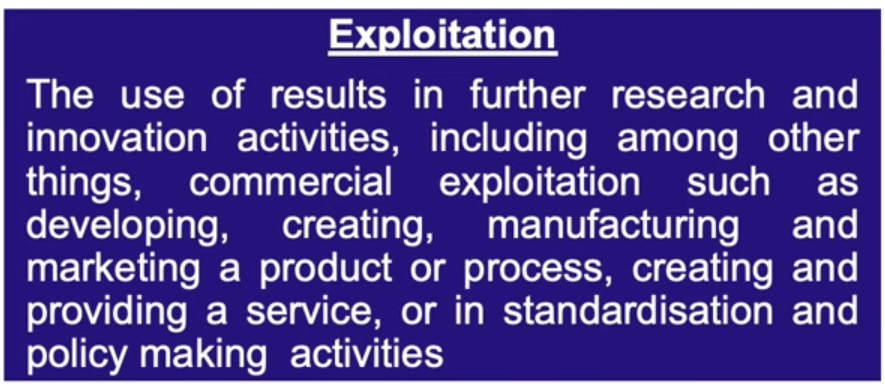 Exploitation
The use of results in further research and
innovation activities, including among other
things, commercial exploitation such as
developing, creating, manufacturing and
marketing a product or process, creating and
providing a service, or in standardisation and
policy making activities